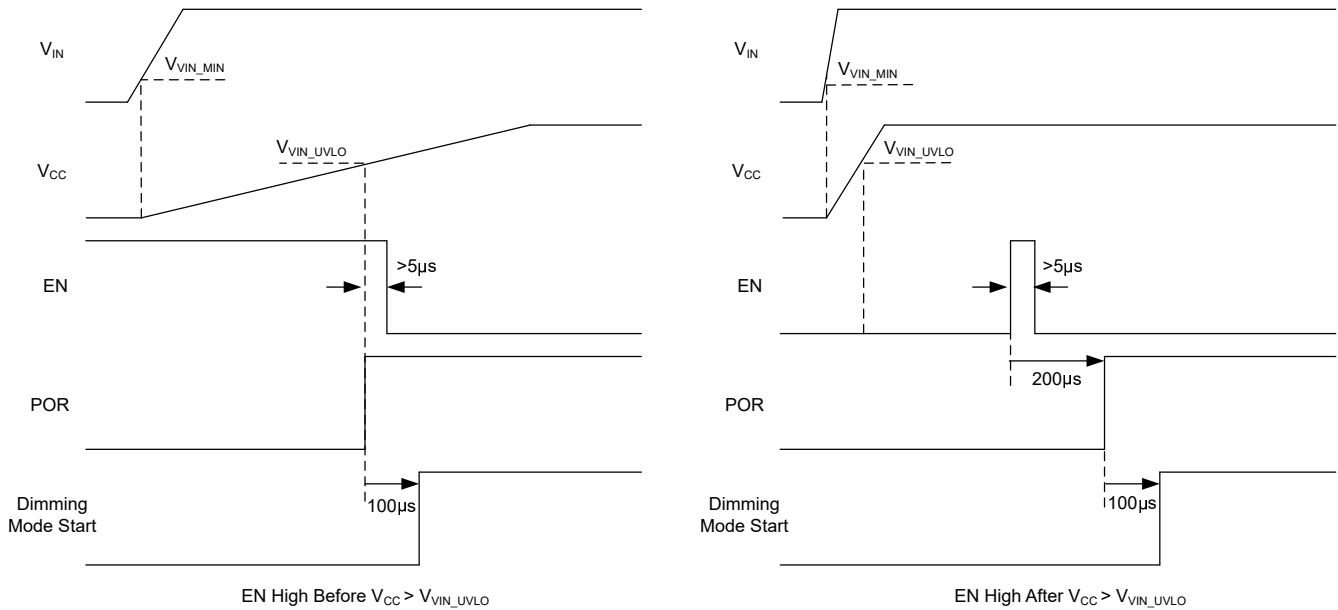 V_IN
V_VIN_MIN
V_VIN_UVLO
V_CC
>5µs
EN
POR
100µs
Dimming
Mode Start
EN High Before V_CC > V_VIN_UVLO
V_IN
V_VIN_MIN
V_VIN_UVLO
V_CC
>5µs
EN
200µs
POR
100µs
Dimming
Mode Start
EN High After V_CC > V_VIN_UVLO